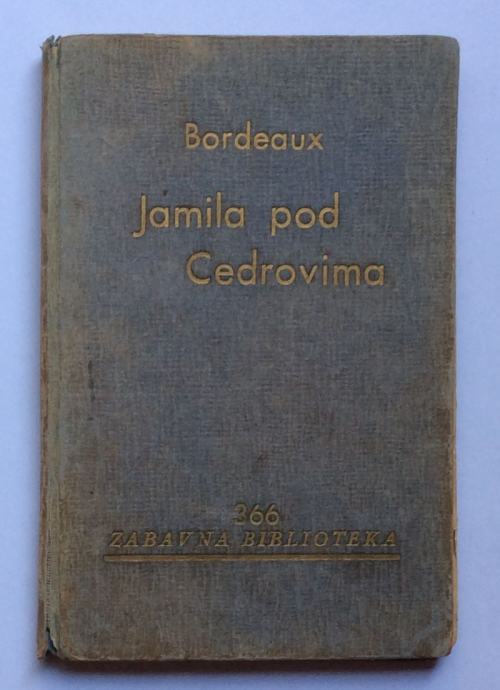 Bordeaux
Jamila pod
Cedrovima
366
ZABAVNA BIBLIOTEKA